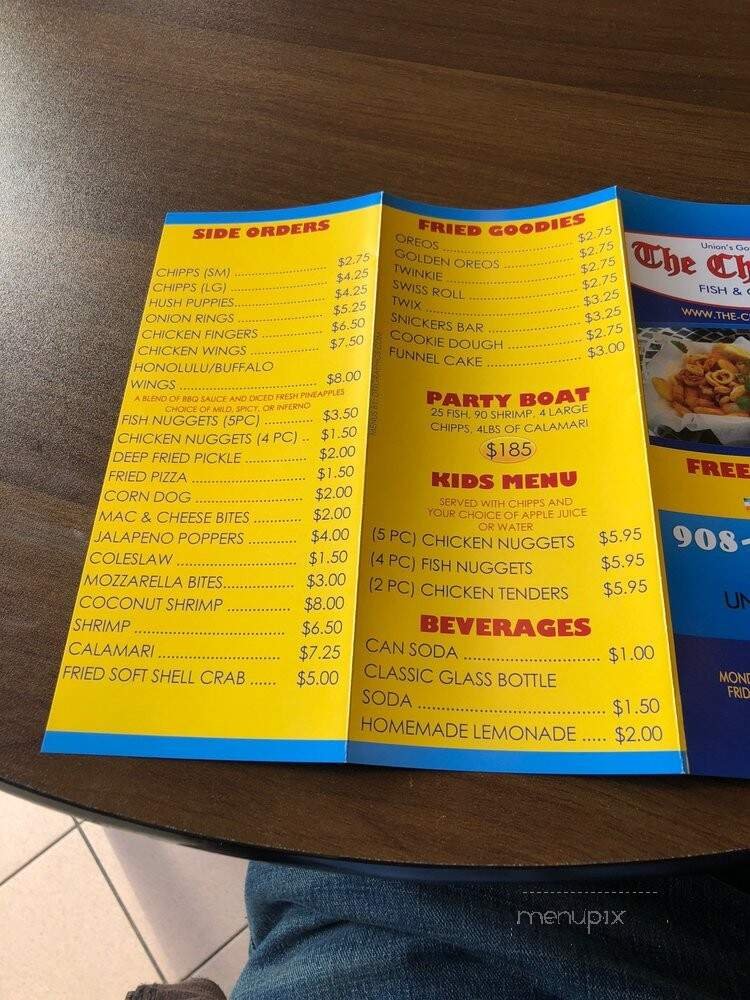 SIDE ORDERS
CHIPPS (SM) ........................ $2.75
CHIPPS (LG) ........................ $4.25
HUSH PUPPIES........................ $4.25
ONION RINGS ........................ $5.25
CHICKEN FINGERS .................... $6.50
CHICKEN WINGS ...................... $7.50
HONOLULU/BUFFALO
WINGS .............................. $8.00
A BLEND OF BBQ SAUCE AND DICED FRESH PINEAPPLES
CHOICE OF MILD, SPICY, OR INFERNO
FISH NUGGETS (5PC) ............ $3.50
CHICKEN NUGGETS (4 PC) .. $1.50
DEEP FRIED PICKLE ............... $2.00
FRIED PIZZA ........................ $1.50
CORN DOG ........................ $2.00
MAC & CHEESE BITES ........... $2.00
JALAPENO POPPERS ............ $4.00
COLESLAW ........................ $1.50
MOZZARELLA BITES............... $3.00
COCONUT SHRIMP ............. $8.00
SHRIMP .............................. $6.50
CALAMARI ........................ $7.25
FRIED SOFT SHELL CRAB ...... $5.00
FRIED GOODIES
OREOS .............................. $2.75
GOLDEN OREOS ................ $2.75
TWINKIE ........................... $2.75
SWISS ROLL ........................ $2.75
TWIX ................................. $3.25
SNICKERS BAR .................... $3.25
COOKIE DOUGH ................ $2.75
FUNNEL CAKE .................... $3.00
PARTY BOAT
25 FISH, 90 SHRIMP, 4 LARGE
CHIPPS, 4LBS OF CALAMARI
$185
KIDS MENU
SERVED WITH CHIPPS AND
YOUR CHOICE OF APPLE JUICE
OR WATER
(5 PC) CHICKEN NUGGETS $5.95
(4 PC) FISH NUGGETS $5.95
(2 PC) CHICKEN TENDERS $5.95
BEVERAGES
CAN SODA ........................ $1.00
CLASSIC GLASS BOTTLE
SODA ................................. $1.50
HOMEMADE LEMONADE ..... $2.00
Union's
The
FISH &
WWW.THE-C
FREE
908-
UN
MOND
FRID
menupix